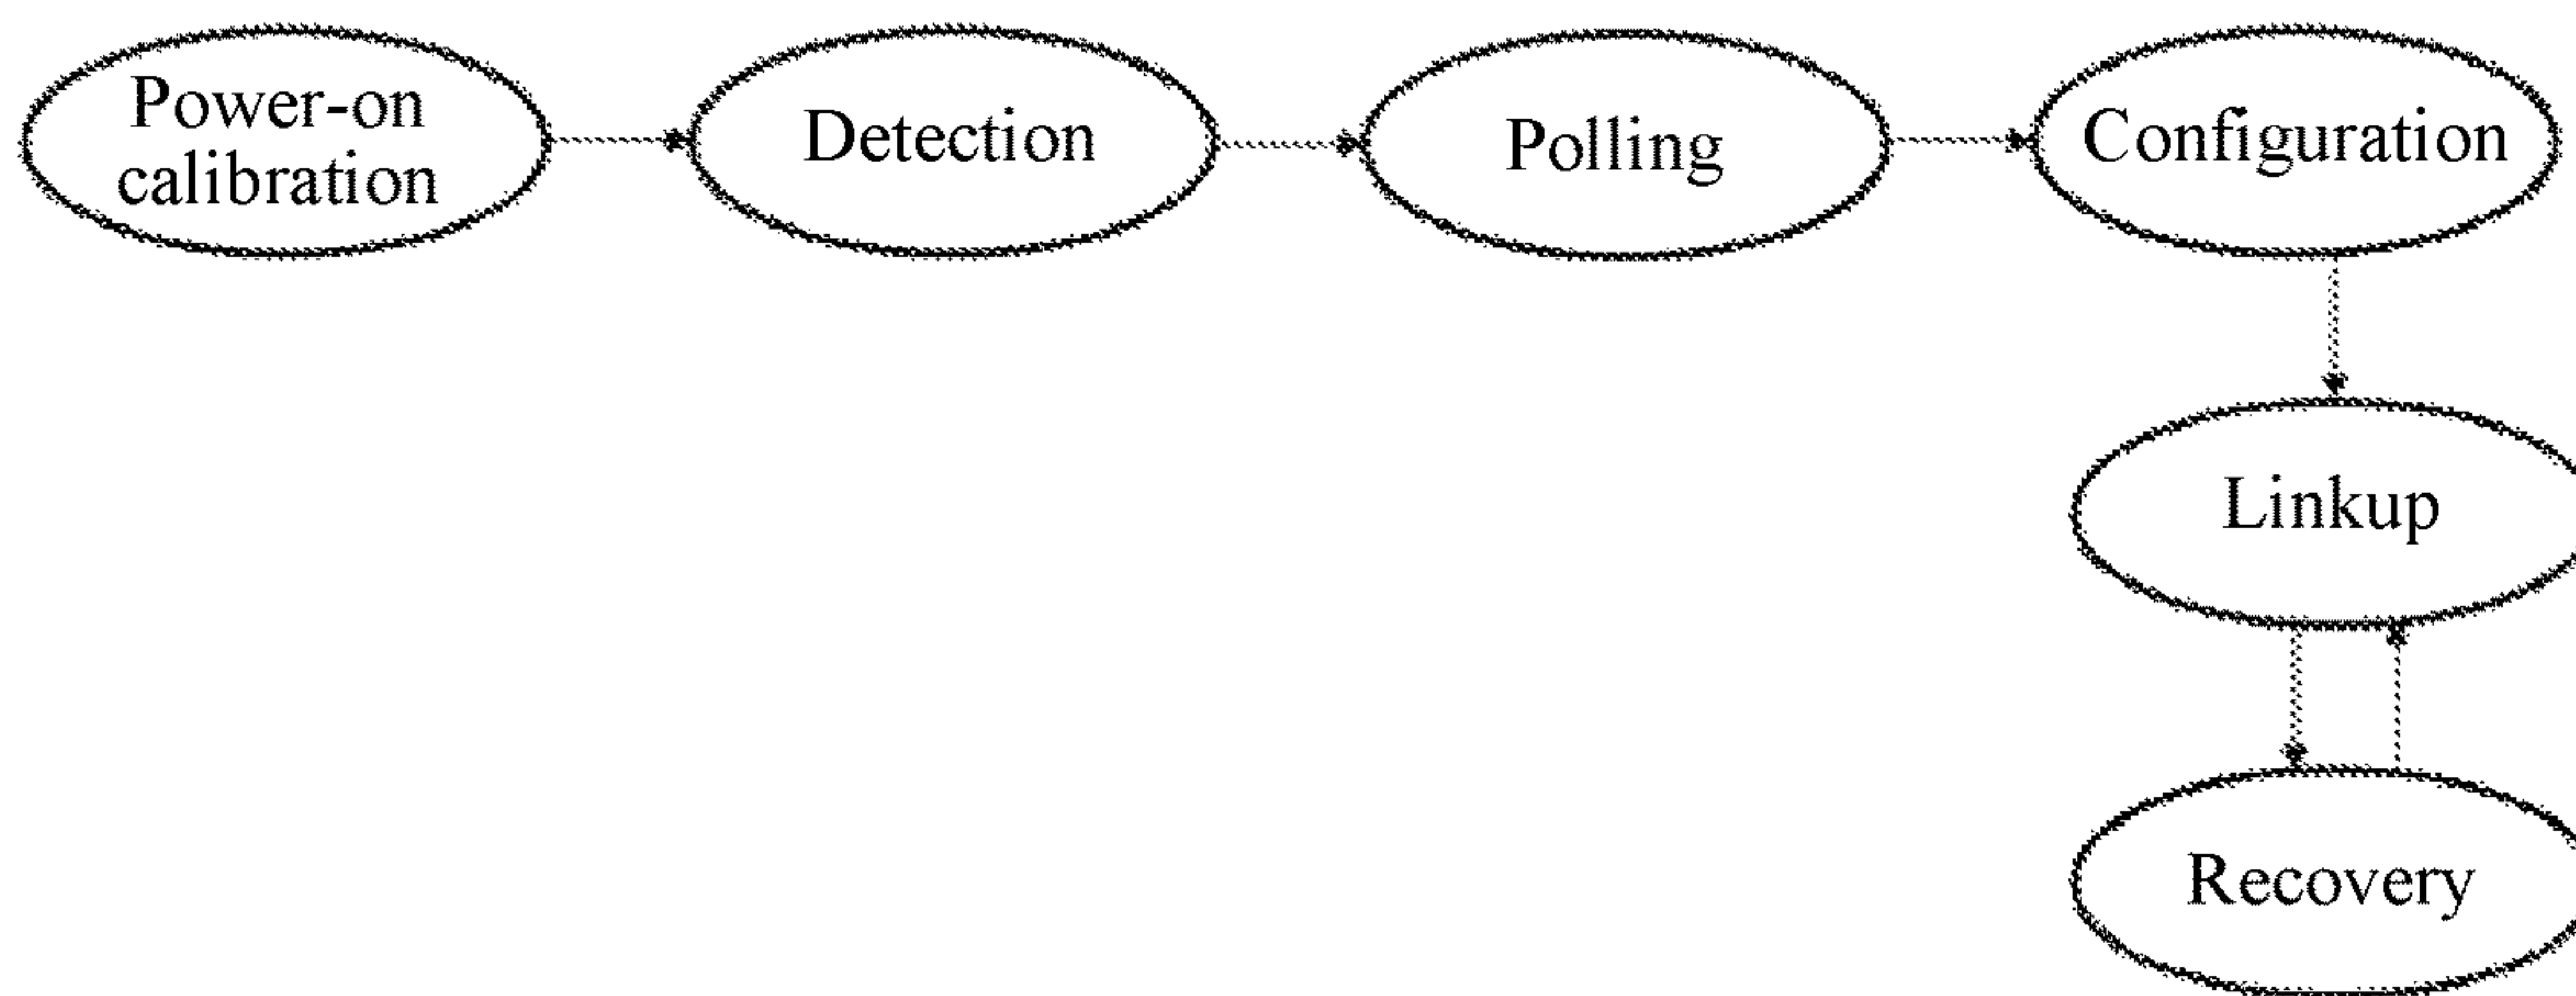 Power-on
calibration
Detection
Polling
Configuration
Linkup
Recovery